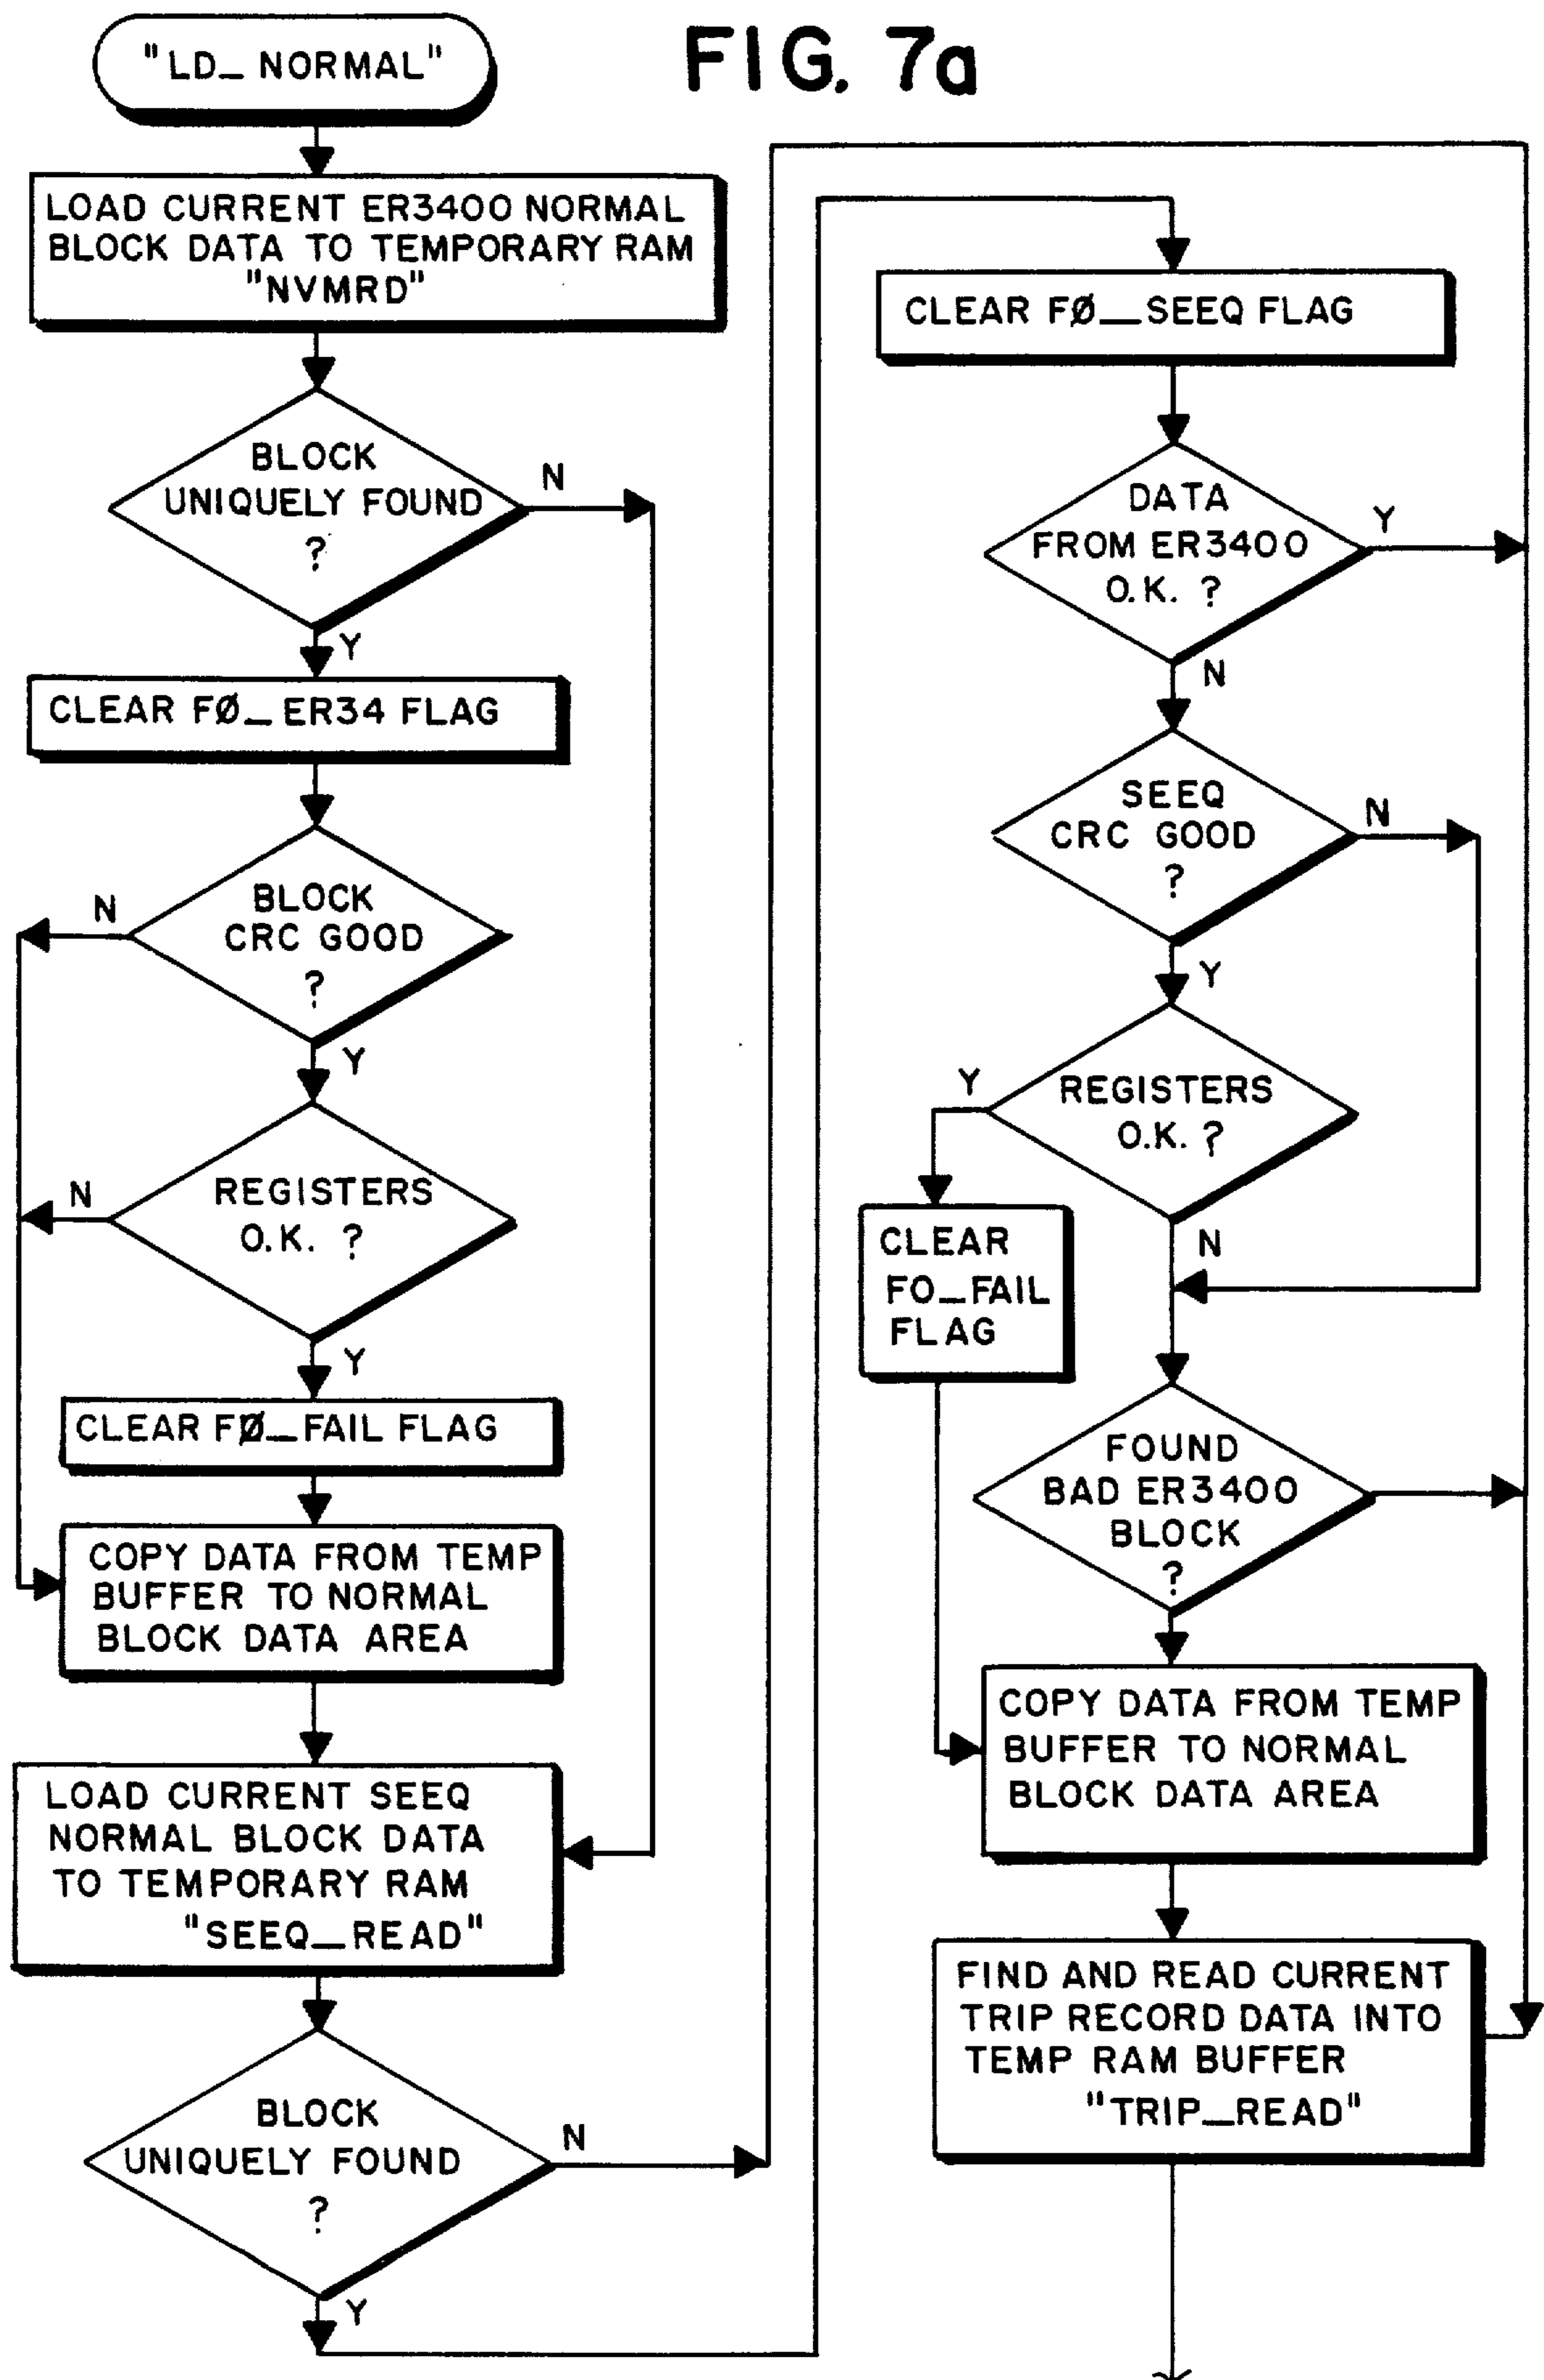 FIG. 7a
"LD_NORMAL"
LOAD CURRENT ER3400 NORMAL
BLOCK DATA TO TEMPORARY RAM
"NVMRD"
BLOCK
UNIQUELY FOUND
?
N
Y
CLEAR FØ_ER34 FLAG
BLOCK
CRC GOOD
?
N
Y
REGISTERS
O.K. ?
N
Y
CLEAR FØ_FAIL FLAG
COPY DATA FROM TEMP
BUFFER TO NORMAL
BLOCK DATA AREA
LOAD CURRENT SEEQ
NORMAL BLOCK DATA
TO TEMPORARY RAM
"SEEQ_READ"
BLOCK
UNIQUELY FOUND
?
N
Y
CLEAR FØ_SEEQ FLAG
DATA
FROM ER3400
O.K. ?
Y
N
SEEQ
CRC GOOD
?
N
Y
REGISTERS
O.K. ?
Y
N
CLEAR
FO_FAIL
FLAG
FOUND
BAD ER3400
BLOCK
?
COPY DATA FROM TEMP
BUFFER TO NORMAL
BLOCK DATA AREA
FIND AND READ CURRENT
TRIP RECORD DATA INTO
TEMP RAM BUFFER
"TRIP_READ"